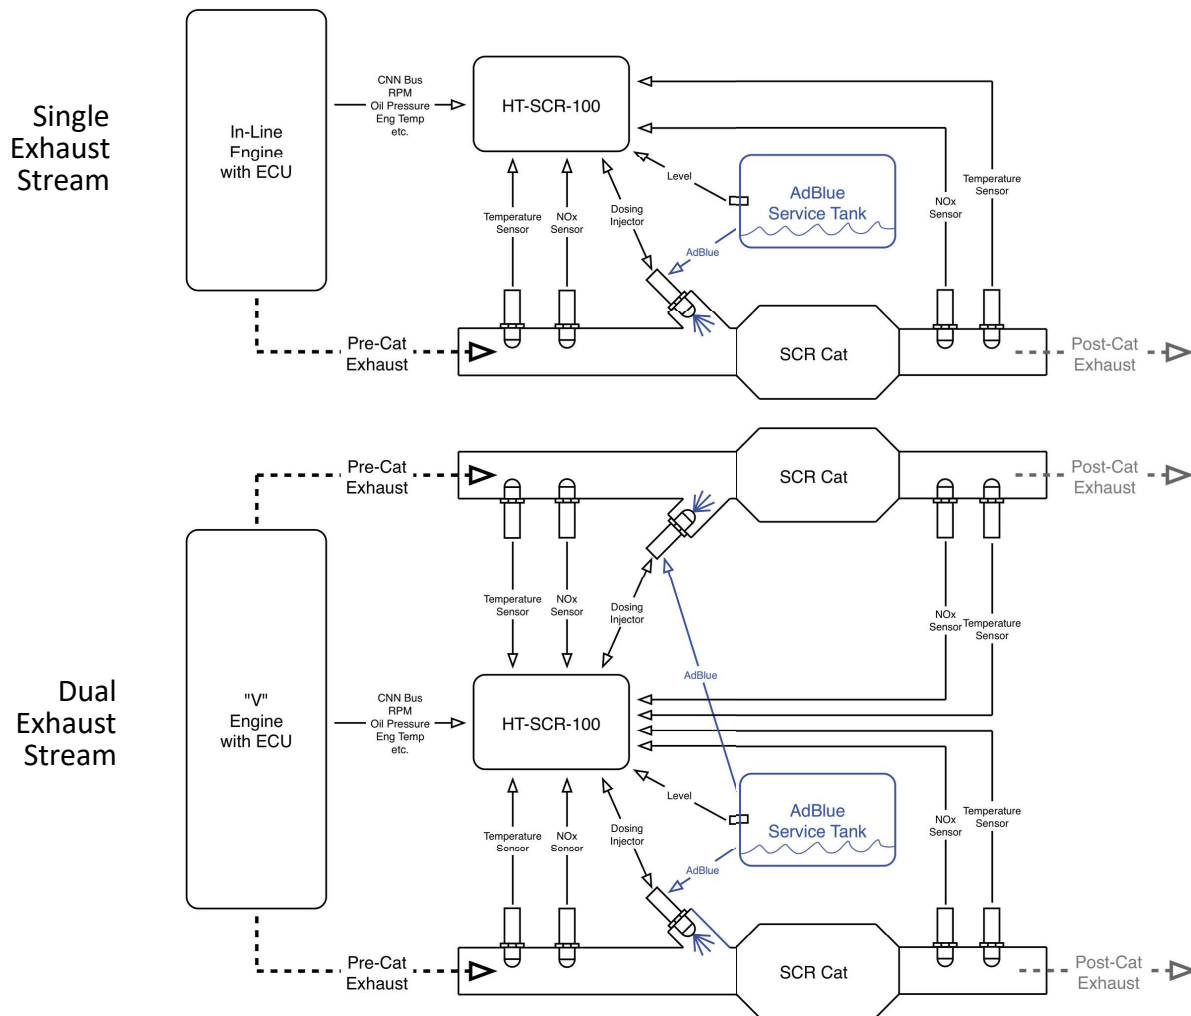 Single
Exhaust
Stream
In-Line
Engine
with ECU
CNN Bus
RPM
Oil Pressure
Eng Temp
etc.
HT-SCR-100
Level
AdBlue
Service Tank
Temperature
Sensor
NOx
Sensor
Dosing
Injector
AdBlue
NOx
Sensor
Temperature
Sensor
Pre-Cat
Exhaust
SCR Cat
Post-Cat
Exhaust
Dual
Exhaust
Stream
Pre-Cat
Exhaust
SCR Cat
Post-Cat
Exhaust
Temperature
Sensor
NOx
Sensor
Dosing
Injector
NOx
Sensor
Temperature
Sensor
AdBlue
"V"
Engine
with ECU
CNN Bus
RPM
Oil Pressure
Eng Temp
etc.
HT-SCR-100
Level
AdBlue
Service Tank
Temperature
Sensor
NOx
Sensor
Dosing
Injector
AdBlue
NOx
Sensor
Temperature
Sensor
Pre-Cat
Exhaust
SCR Cat
Post-Cat
Exhaust